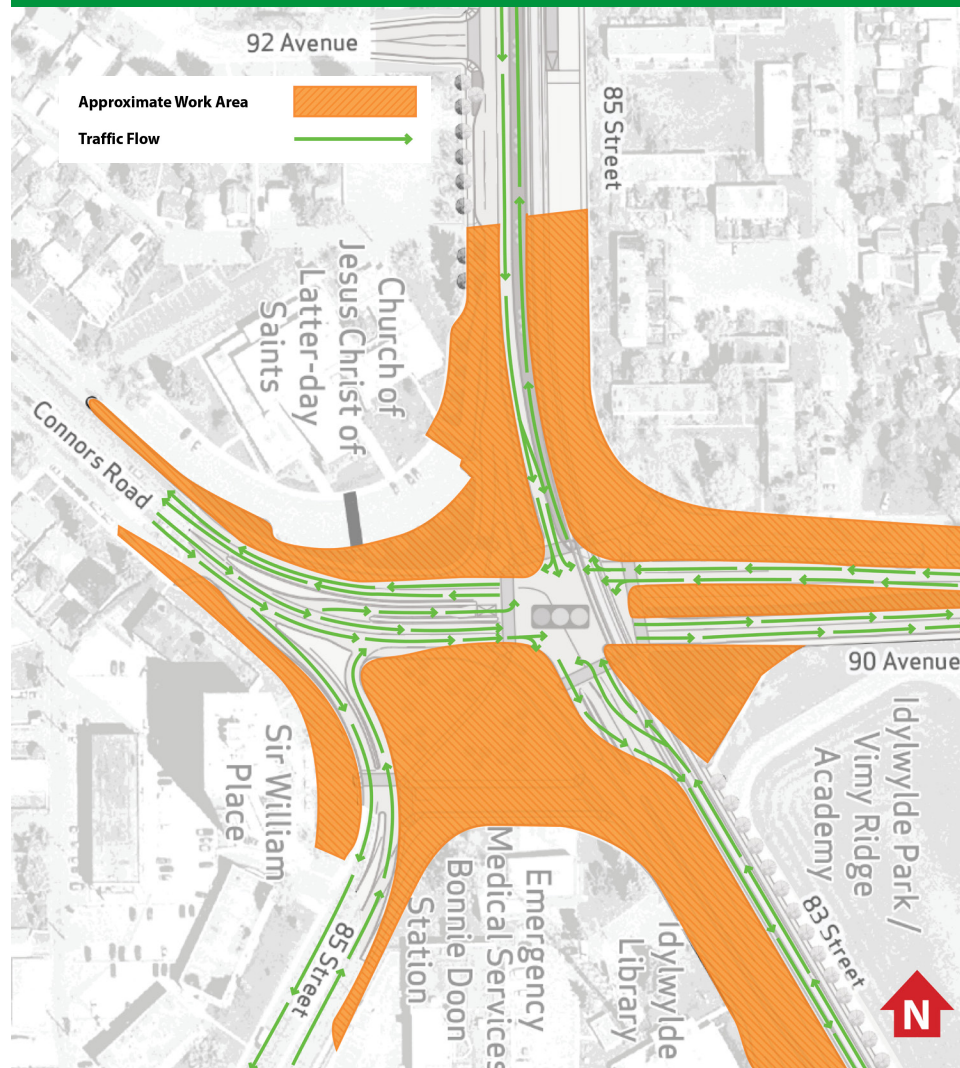 92 Avenue
Approximate Work Area
Traffic Flow
85 Street
Church of
Jesus Christ of
Latter-day
Saints
Connors Road
90 Avenue
Idylwylde Park /
Vimy Ridge
Academy
Sir William
Place
Emergency
Medical Services
Bonnie Doon
Station
Idylwylde
Library
83 Street
85 Street
N